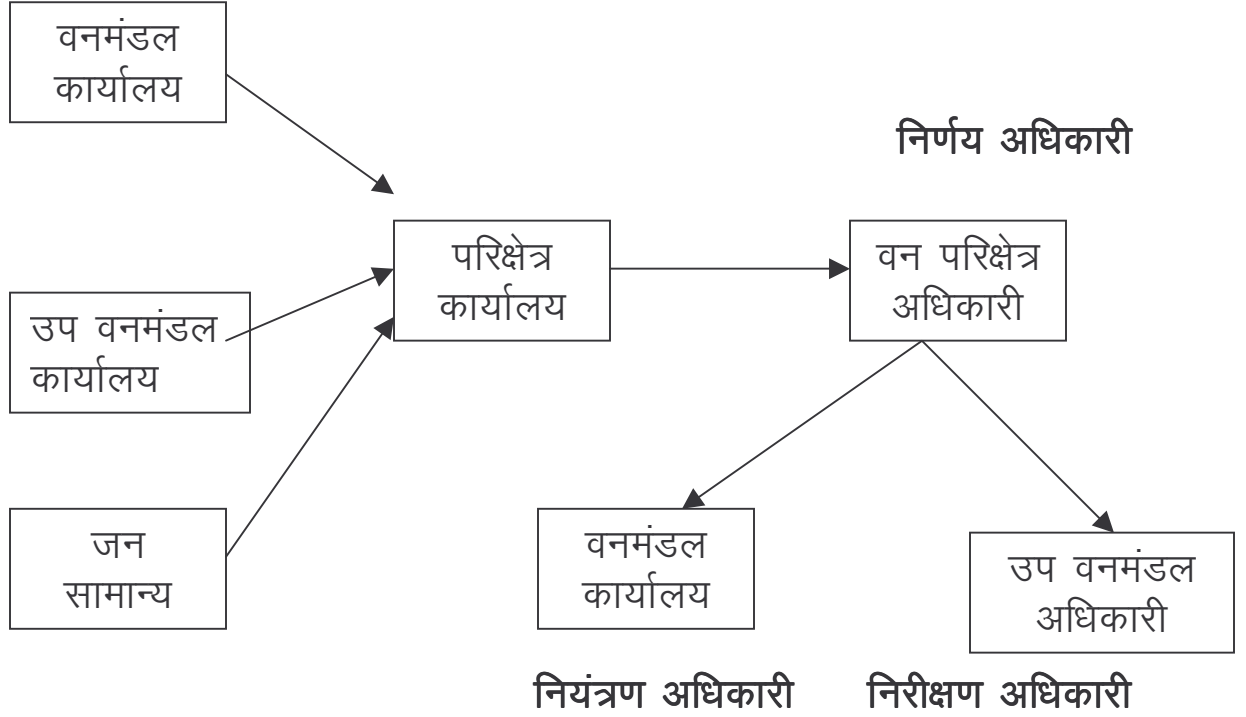 वनमंडल
कार्यालय
निर्णय अधिकारी
परिक्षेत्र
कार्यालय
वन परिक्षेत्र
अधिकारी
उप वनमंडल
कार्यालय
जन
सामान्य
वनमंडल
कार्यालय
उप वनमंडल
अधिकारी
नियंत्रण अधिकारी
निरीक्षण अधिकारी